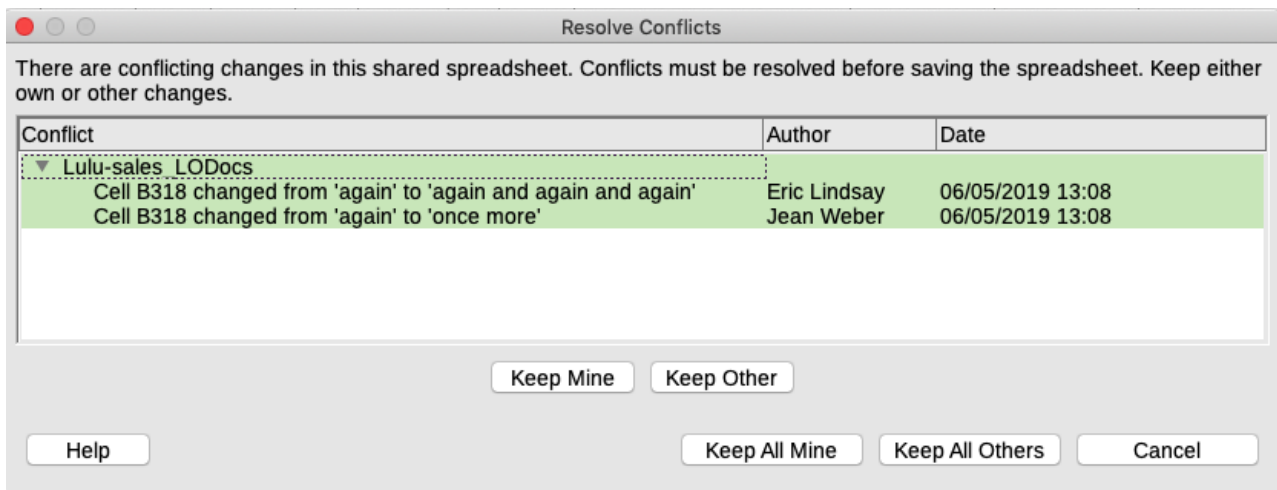 Resolve Conflicts
There are conflicting changes in this shared spreadsheet. Conflicts must be resolved before saving the spreadsheet. Keep either
own or other changes.
Conflict Author Date
Lulu-sales_LODocs
Cell B318 changed from 'again' to 'again and again and again' Eric Lindsay 06/05/2019 13:08
Cell B318 changed from 'again' to 'once more' Jean Weber 06/05/2019 13:08
Keep Mine Keep Other
Help Keep All Mine Keep All Others Cancel